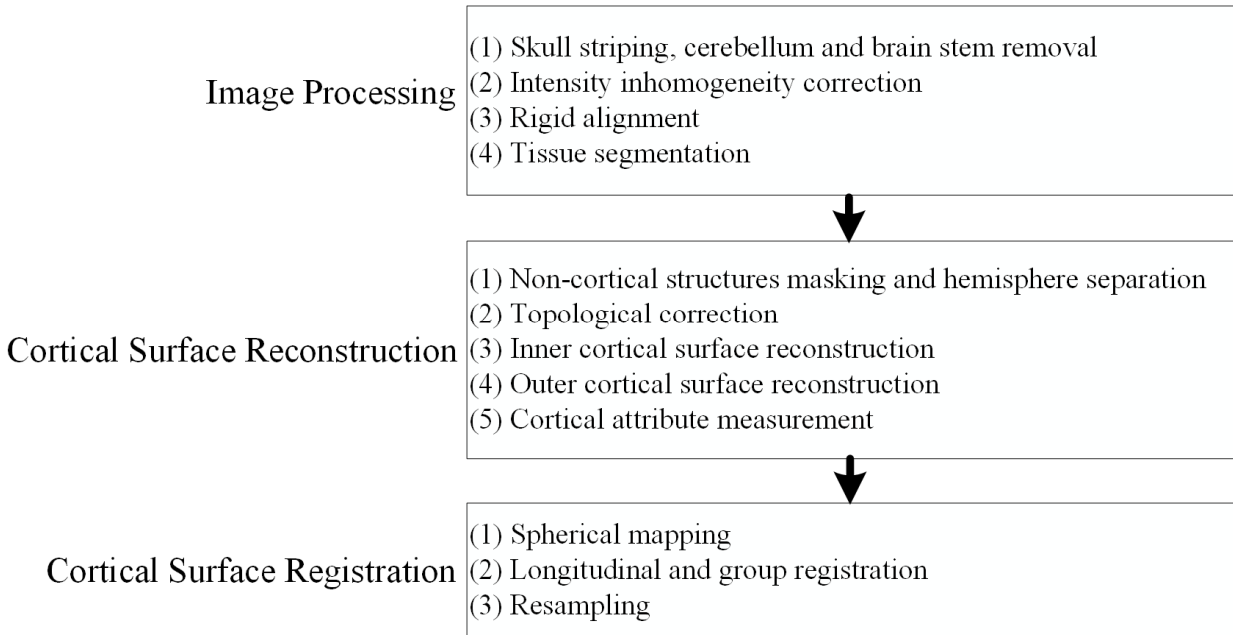 Image Processing
(1) Skull striping, cerebellum and brain stem removal
(2) Intensity inhomogeneity correction
(3) Rigid alignment
(4) Tissue segmentation
Cortical Surface Reconstruction
(1) Non-cortical structures masking and hemisphere separation
(2) Topological correction
(3) Inner cortical surface reconstruction
(4) Outer cortical surface reconstruction
(5) Cortical attribute measurement
Cortical Surface Registration
(1) Spherical mapping
(2) Longitudinal and group registration
(3) Resampling